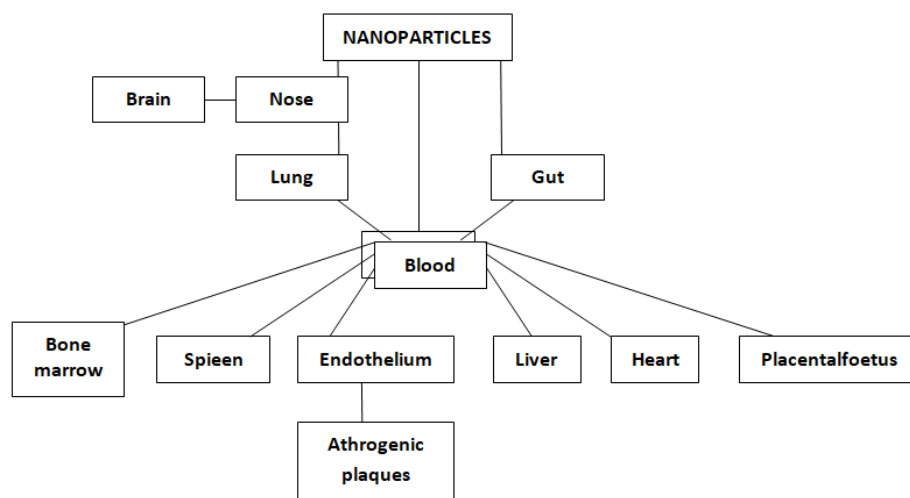 NANOPARTICLES
Brain
Nose
Lung
Gut
Blood
Bone
marrow
Spieen
Endothelium
Liver
Heart
Placentalfoetus
Athrogenic
plaques